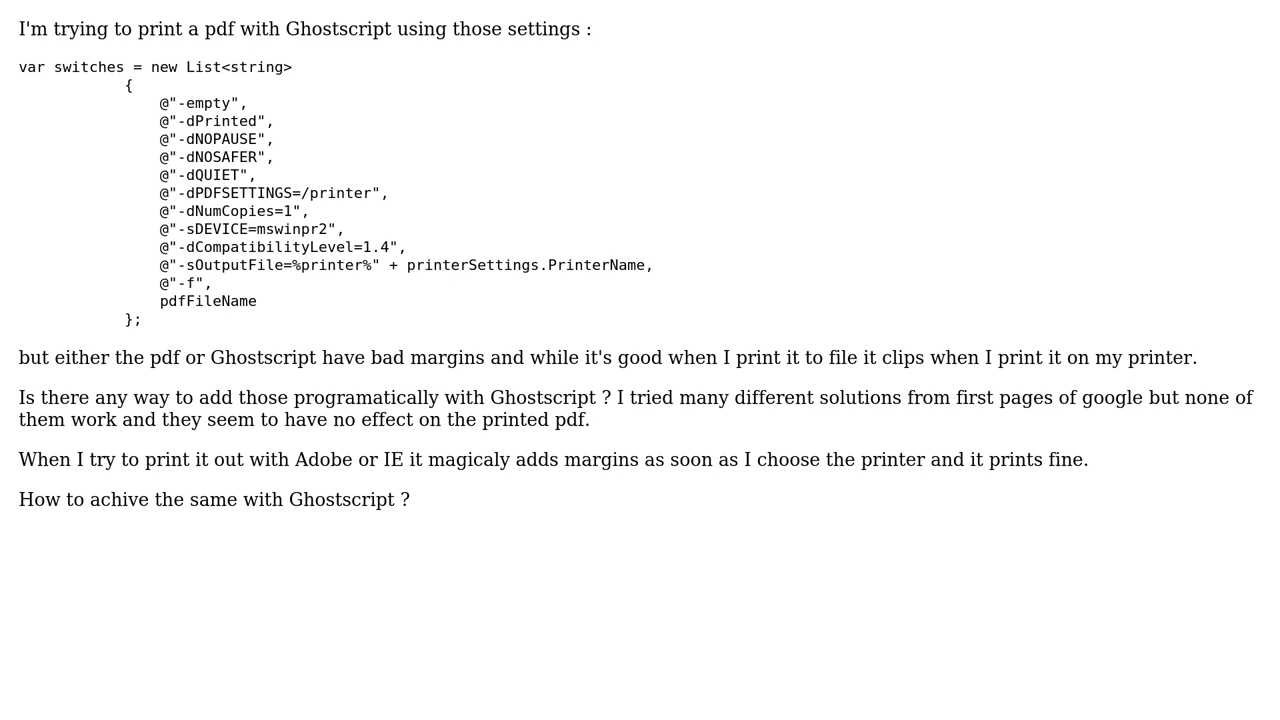 I'm trying to print a pdf with Ghostscript using those settings :
var switches = new List<string>
{
@"-empty",
@"-dPrinted",
@"-dNOPAUSE",
@"-dNOSAFER",
@"-dQUIET",
@"-dPDFSETTINGS=/printer",
@"-dNumCopies=1",
@"-sDEVICE=mswinpr2",
@"-dCompatibilityLevel=1.4",
@"-sOutputFile=%printer%" + printerSettings.PrinterName,
@"-f",
pdfFileName
};
but either the pdf or Ghostscript have bad margins and while it's good when I print it to file it clips when I print it on my printer.
Is there any way to add those programatically with Ghostscript ? I tried many different solutions from first pages of google but none of
them work and they seem to have no effect on the printed pdf.
When I try to print it out with Adobe or IE it magicaly adds margins as soon as I choose the printer and it prints fine.
How to achive the same with Ghostscript ?